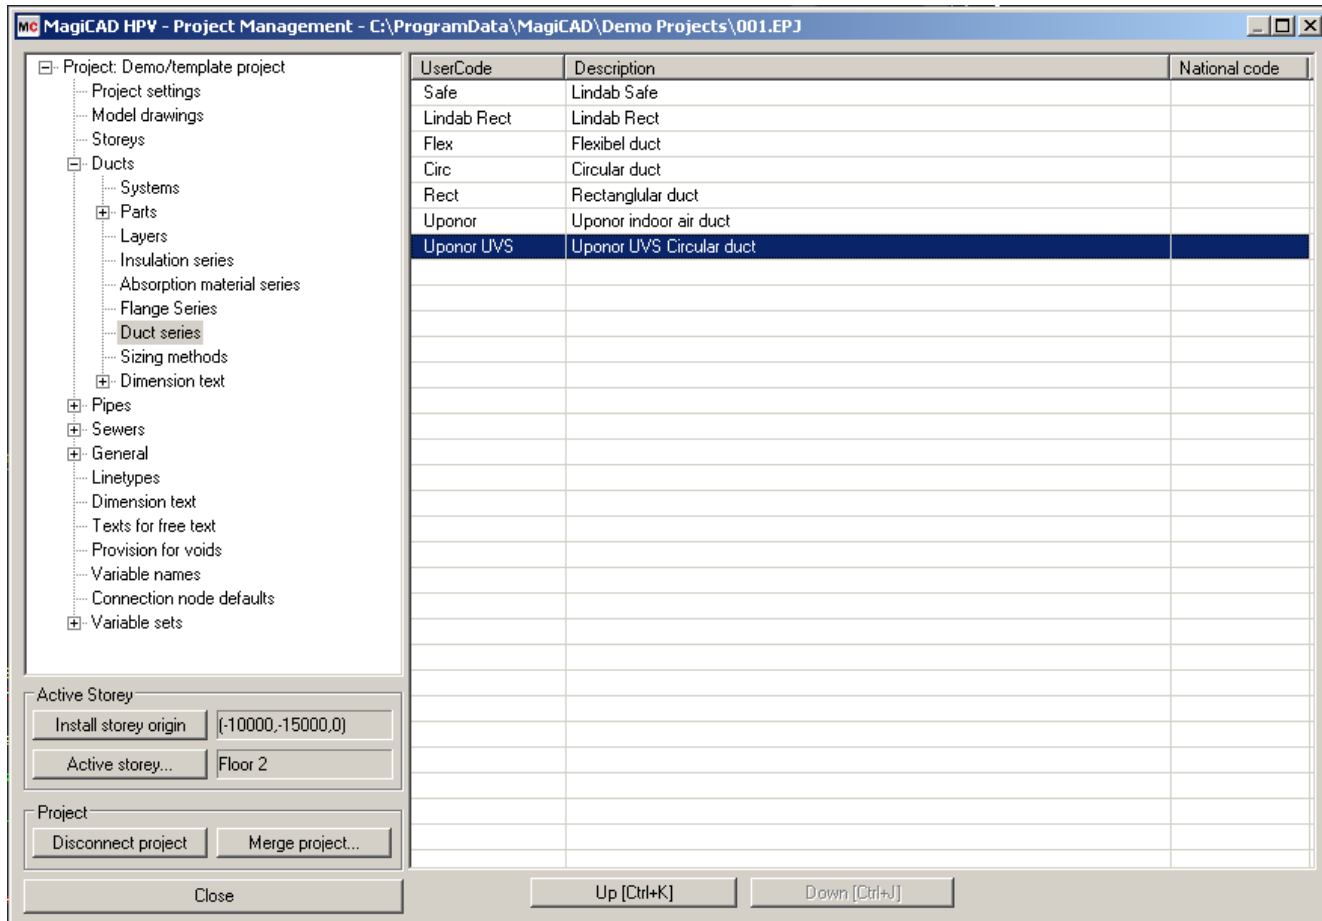 MC MagiCAD HPV - Project Management - C:\ProgramData\MagiCAD\Demo Projects\001.EPJ
Project: Demo/template project
Project settings
Model drawings
Storeys
Ducts
Systems
Parts
Layers
Insulation series
Absorption material series
Flange Series
Duct series
Sizing methods
Dimension text
Pipes
Sewers
General
Linetypes
Dimension text
Texts for free text
Provision for voids
Variable names
Connection node defaults
Variable sets
Active Storey
Install storey origin (-10000,-15000,0)
Active storey... Floor 2
Project
Disconnect project Merge project...
Close
UserCode Description National code
Safe Lindab Safe
Lindab Rect Lindab Rect
Flex Flexibel duct
Circ Circular duct
Rect Rectanglular duct
Uponor Uponor indoor air duct
Uponor UVS Uponor UVS Circular duct
Up [Ctrl+K] Down [Ctrl+J]